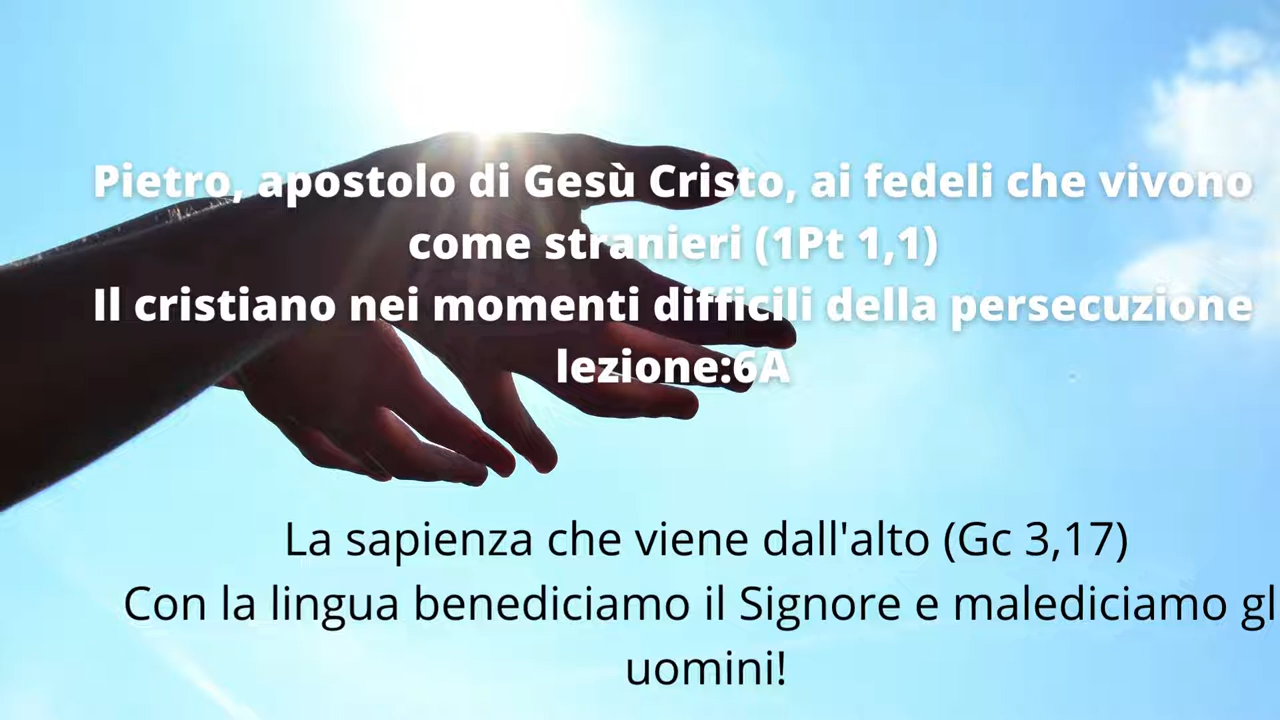 Pietro, apostolo di Gesù Cristo, ai fedeli che vivono
come stranieri (1Pt 1,1)
Il cristiano nei momenti difficili della persecuzione
lezione:6A
La sapienza che viene dall'alto (Gc 3,17)
Con la lingua benediciamo il Signore e malediciamo gl
uomini!